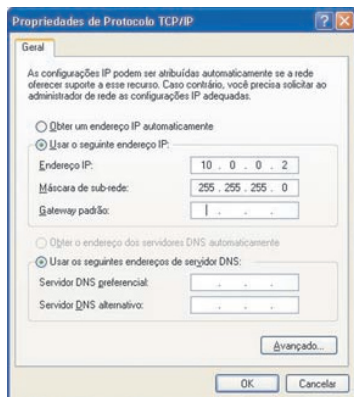 Propriedades de Protocolo TCP/IP
Geral
As configurações IP podem ser atribuídas automaticamente se a rede
oferecer suporte a esse recurso. Caso contrário, você precisa solicitar ao
administrador de rede as configurações IP adequadas.
Obter um endereço IP automaticamente
Usar o seguinte endereço IP:
Endereço IP: 10 . 0 . 0 . 2
Máscara de sub-rede: 255 . 255 . 255 . 0
Gateway padrão: . . .
Obter o endereço dos servidores DNS automaticamente
Usar os seguintes endereços de servidor DNS:
Servidor DNS preferencial: . . .
Servidor DNS alternativo: . . .
Avançado...
OK Cancelar